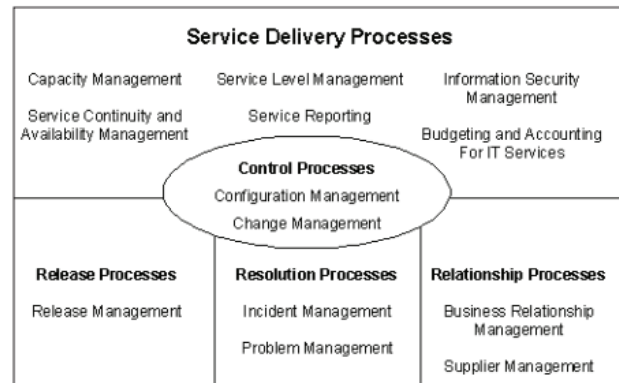 Service Delivery Processes
Capacity Management
Service Continuity and
Availability Management
Service Level Management
Service Reporting
Information Security
Management
Budgeting and Accounting
For IT Services
Control Processes
Configuration Management
Change Management
Release Processes
Release Management
Resolution Processes
Incident Management
Problem Management
Relationship Processes
Business Relationship
Management
Supplier Management